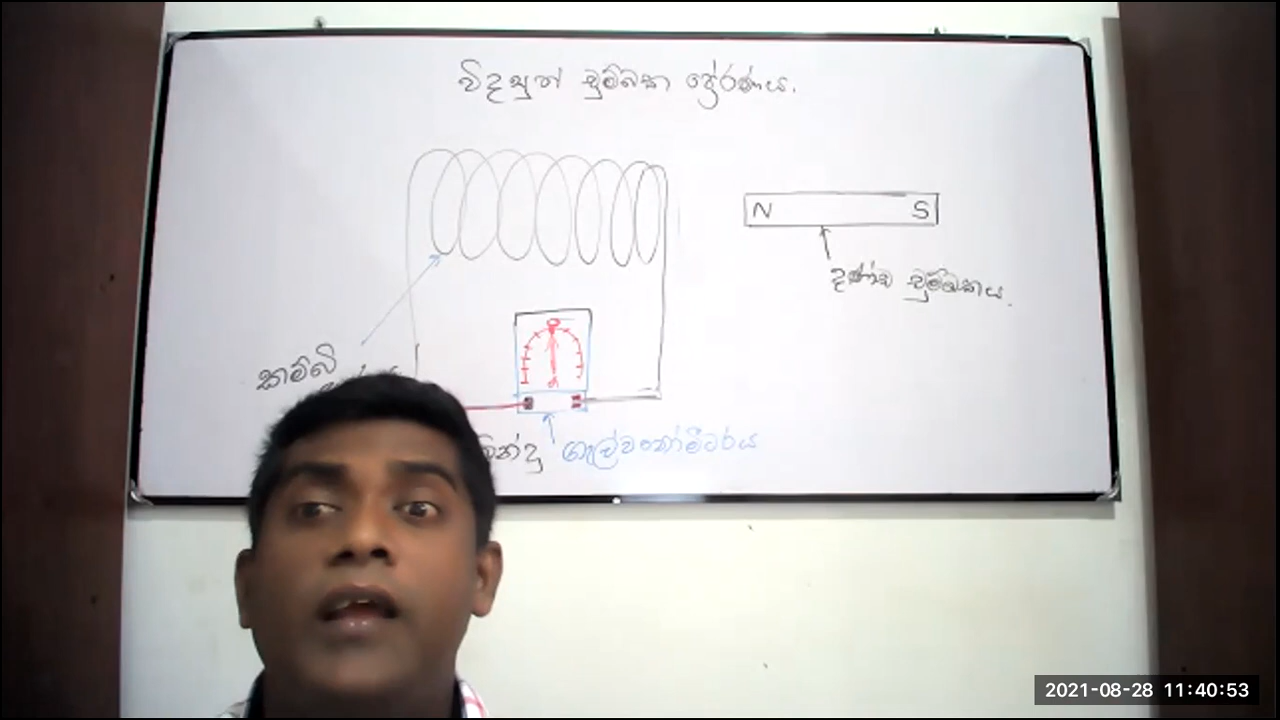 විද්‍යුත් චුම්බක ප්‍රේරණය.
N S
දණ්ඩ චුම්බකය.
කම්බි
ගැල්වනෝමීටරය
2021-08-28 11:40:53